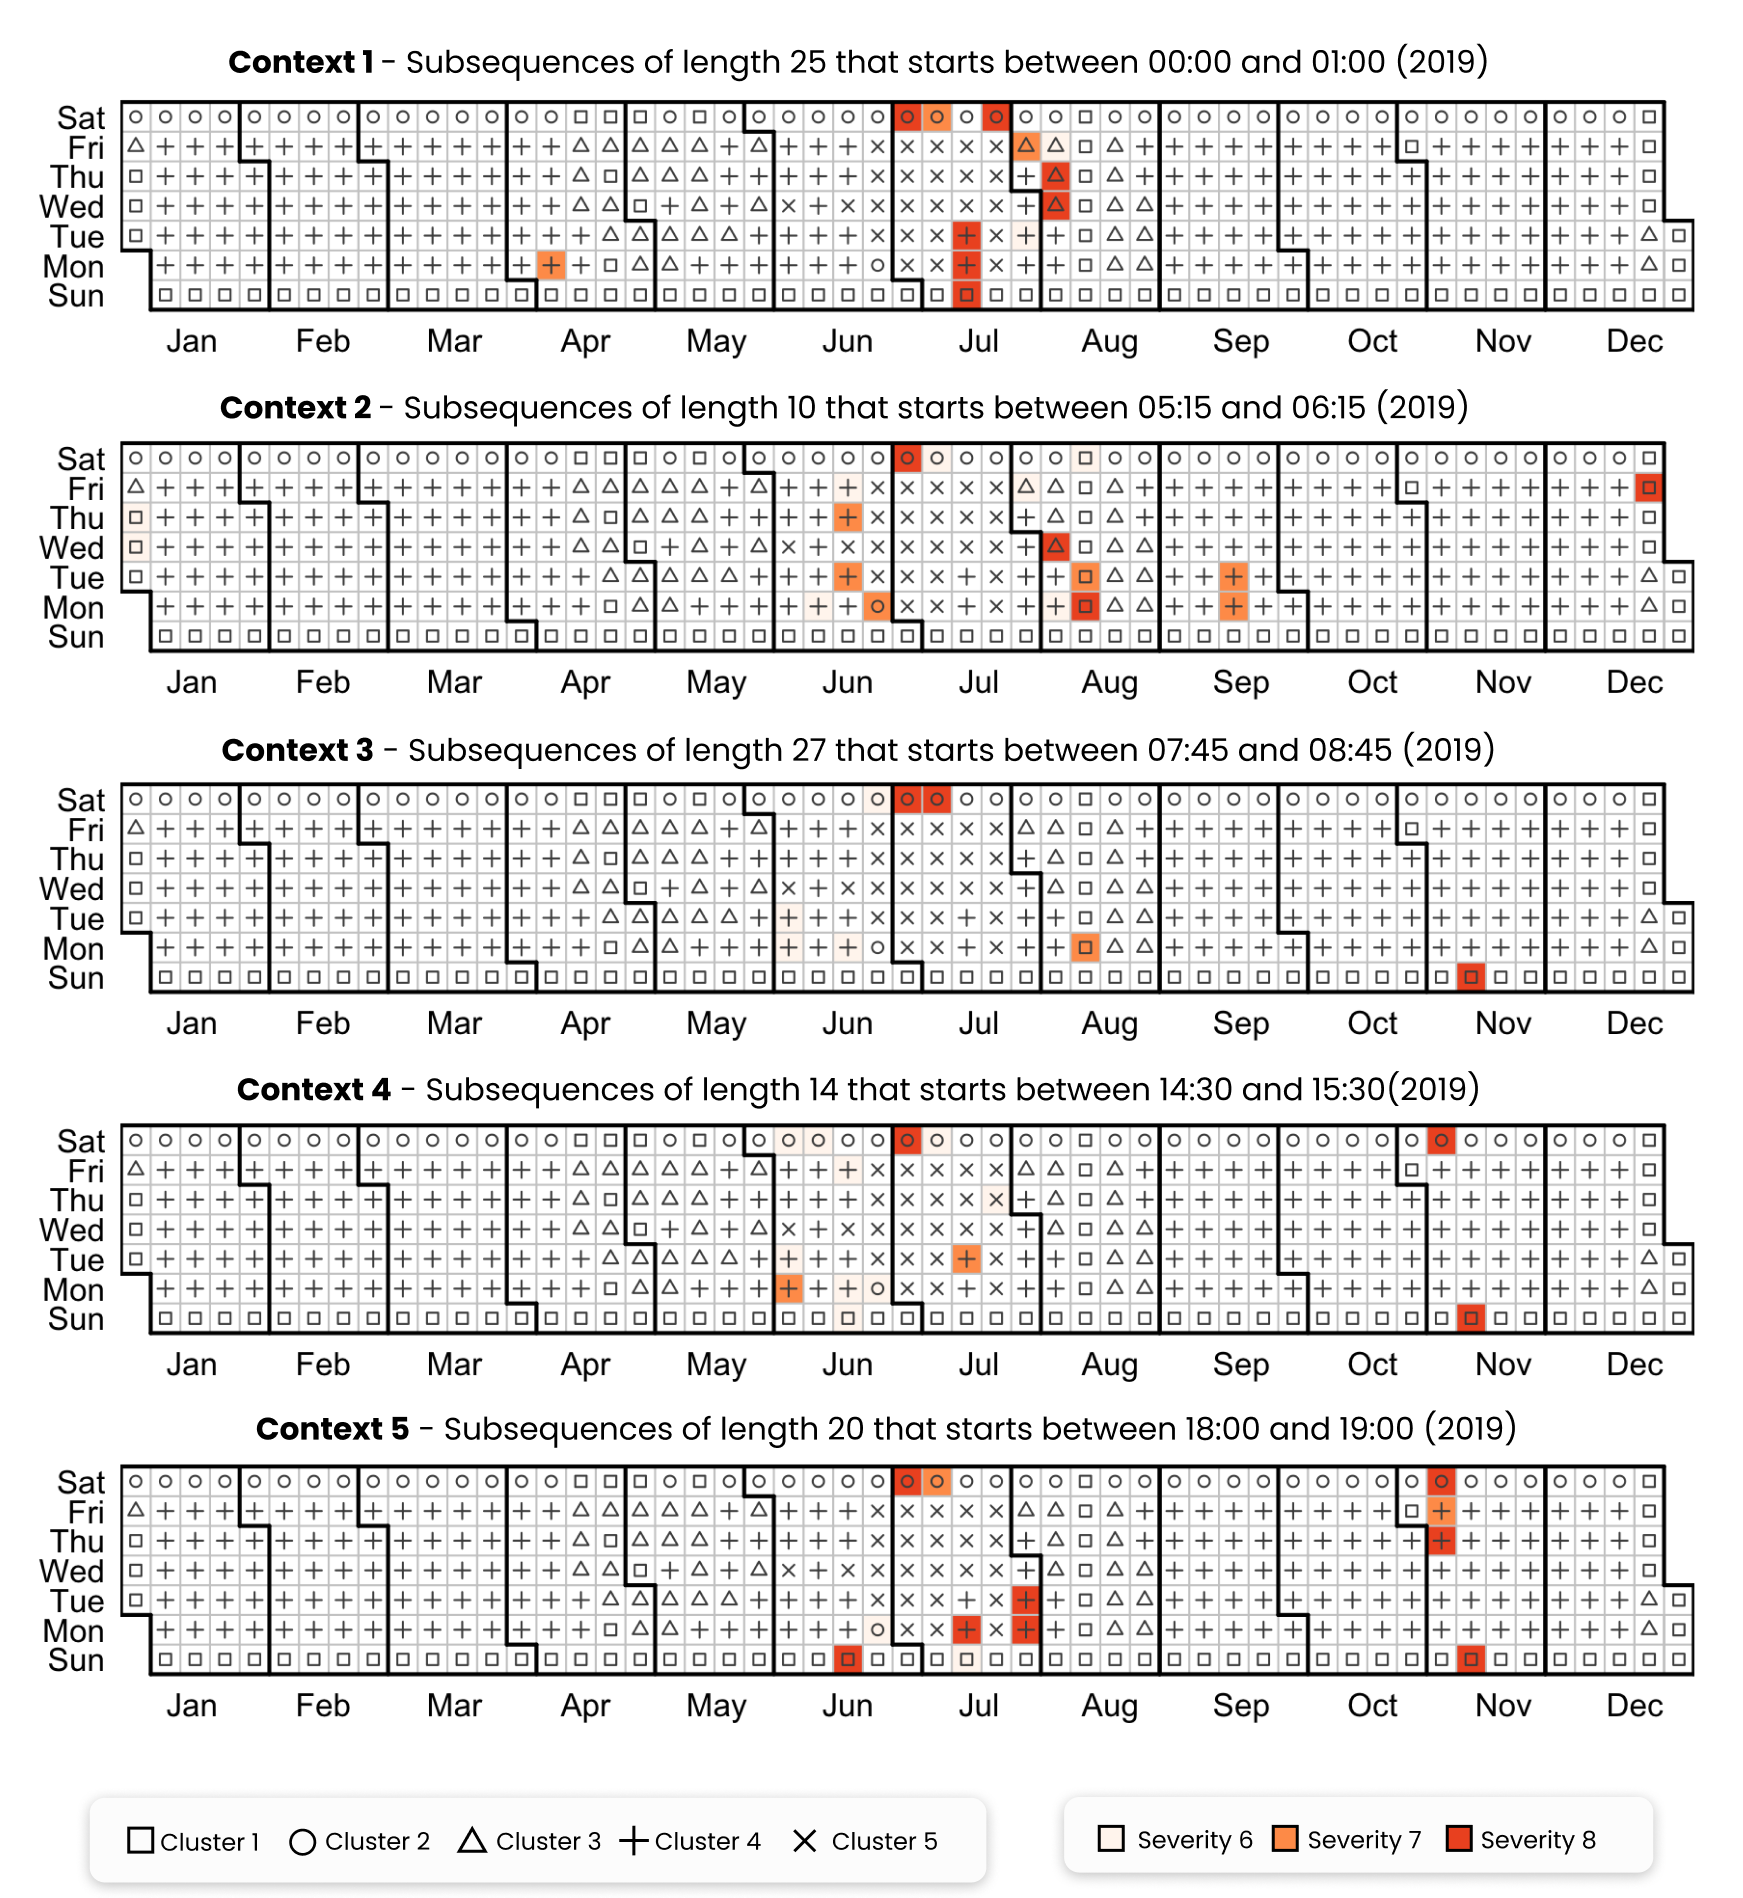 Context 1 - Subsequences of length 25 that starts between 00:00 and 01:00 (2019)
Sat
Fri
Thu
Wed
Tue
Mon
Sun
Jan Feb Mar Apr May Jun Jul Aug Sep Oct Nov Dec
Context 2 - Subsequences of length 10 that starts between 05:15 and 06:15 (2019)
Sat
Fri
Thu
Wed
Tue
Mon
Sun
Jan Feb Mar Apr May Jun Jul Aug Sep Oct Nov Dec
Context 3 - Subsequences of length 27 that starts between 07:45 and 08:45 (2019)
Sat
Fri
Thu
Wed
Tue
Mon
Sun
Jan Feb Mar Apr May Jun Jul Aug Sep Oct Nov Dec
Context 4 - Subsequences of length 14 that starts between 14:30 and 15:30(2019)
Sat
Fri
Thu
Wed
Tue
Mon
Sun
Jan Feb Mar Apr May Jun Jul Aug Sep Oct Nov Dec
Context 5 - Subsequences of length 20 that starts between 18:00 and 19:00 (2019)
Sat
Fri
Thu
Wed
Tue
Mon
Sun
Jan Feb Mar Apr May Jun Jul Aug Sep Oct Nov Dec
Cluster 1 Cluster 2 Cluster 3 Cluster 4 Cluster 5 Severity 6 Severity 7 Severity 8